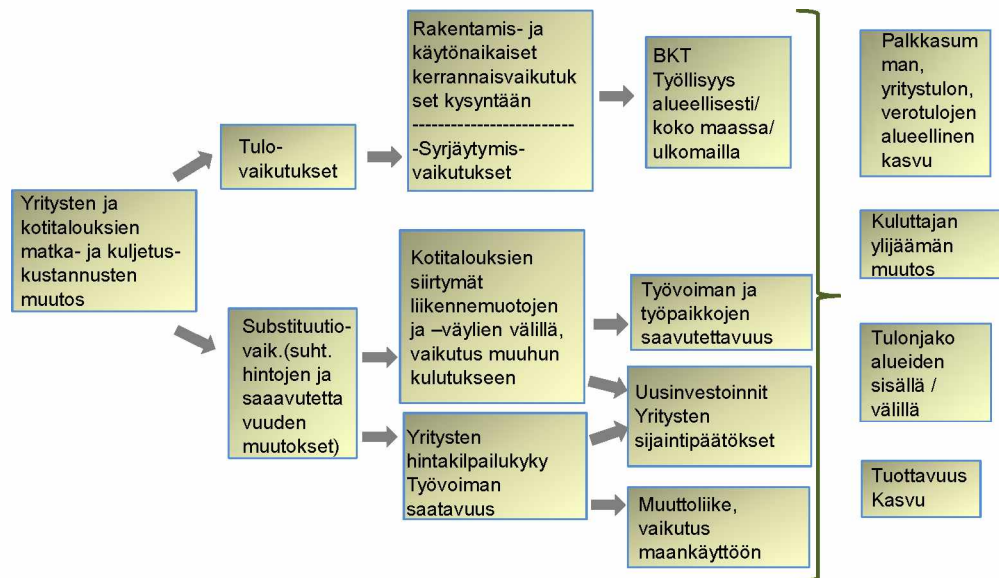 Yritysten ja
kotitalouksien
matka- ja kuljetus-
kustannusten
muutos
Tulo-
vaikutukset
Substituutio-
vaik.(suht.
hintojen ja
saaavutetta
vuuden
muutokset)
Rakentamis- ja
käytönaikaiset
kerrannaisvaikutuk
set kysyntään
------------------------
-Syrjäytymis-
vaikutukset
Kotitalouksien
siirtymät
liikennemuotojen
ja –väylien välillä,
vaikutus muuhun
kulutukseen
Yritysten
hintakilpailukyky
Työvoiman
saatavuus
BKT
Työllisyys
alueellisesti/
koko maassa/
ulkomailla
Työvoiman ja
työpaikkojen
saavutettavuus
Uusinvestoinnit
Yritysten
sijaintipäätökset
Muuttoliike,
vaikutus
maankäyttöön
Palkkasum
man,
yritystulon,
verotulojen
alueellinen
kasvu
Kuluttajan
ylijäämän
muutos
Tulonjako
alueiden
sisällä /
välillä
Tuottavuus
Kasvu